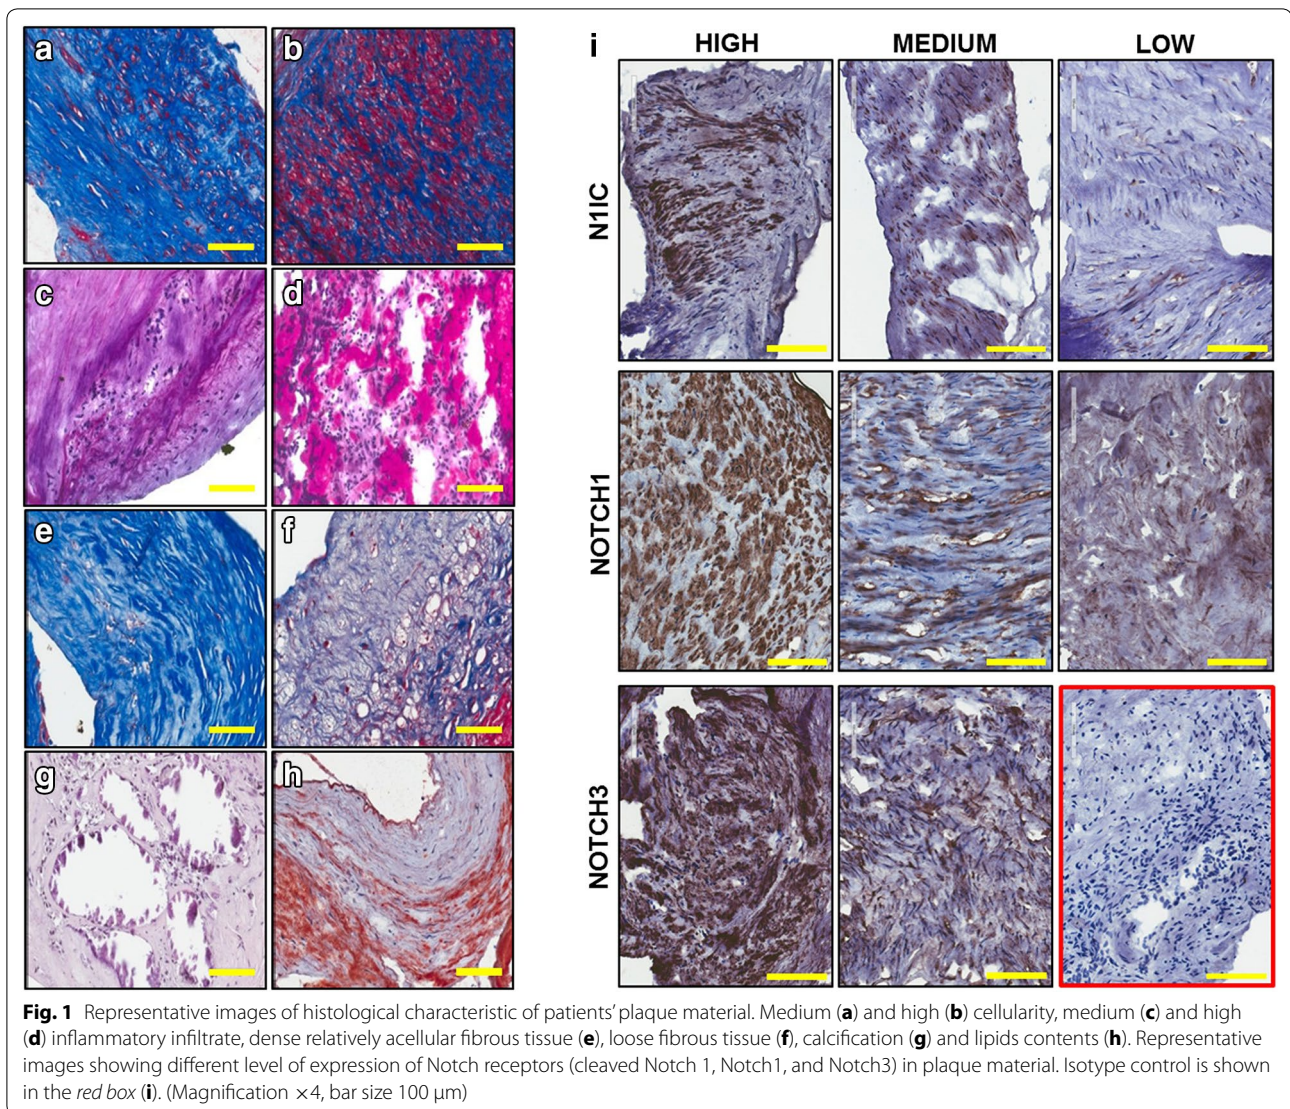 a
b
c
d
e
f
g
h
i
HIGH MEDIUM LOW
N1IC
NOTCH1
NOTCH3
Fig. 1 Representative images of histological characteristic of patients’ plaque material. Medium (a) and high (b) cellularity, medium (c) and high
(d) inflammatory infiltrate, dense relatively acellular fibrous tissue (e), loose fibrous tissue (f), calcification (g) and lipids contents (h). Representative
images showing different level of expression of Notch receptors (cleaved Notch 1, Notch1, and Notch3) in plaque material. Isotype control is shown
in the red box (i). (Magnification ×4, bar size 100 μm)